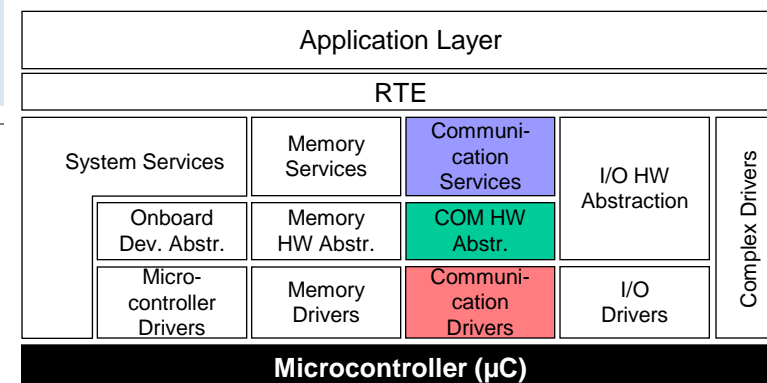 Application Layer
RTE
System Services
Memory
Services
Communi-
cation
Services
I/O HW
Abstraction
Complex Drivers
Onboard
Dev. Abstr.
Memory
HW Abstr.
COM HW
Abstr.
Micro-
controller
Drivers
Memory
Drivers
Communi-
cation
Drivers
I/O
Drivers
Microcontroller (µC)